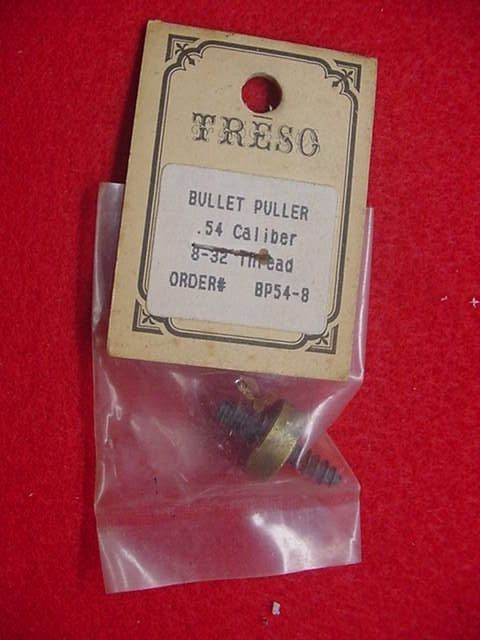 TRESO
BULLET PULLER
.54 Caliber
8-32 Thread
ORDER# BP54-8